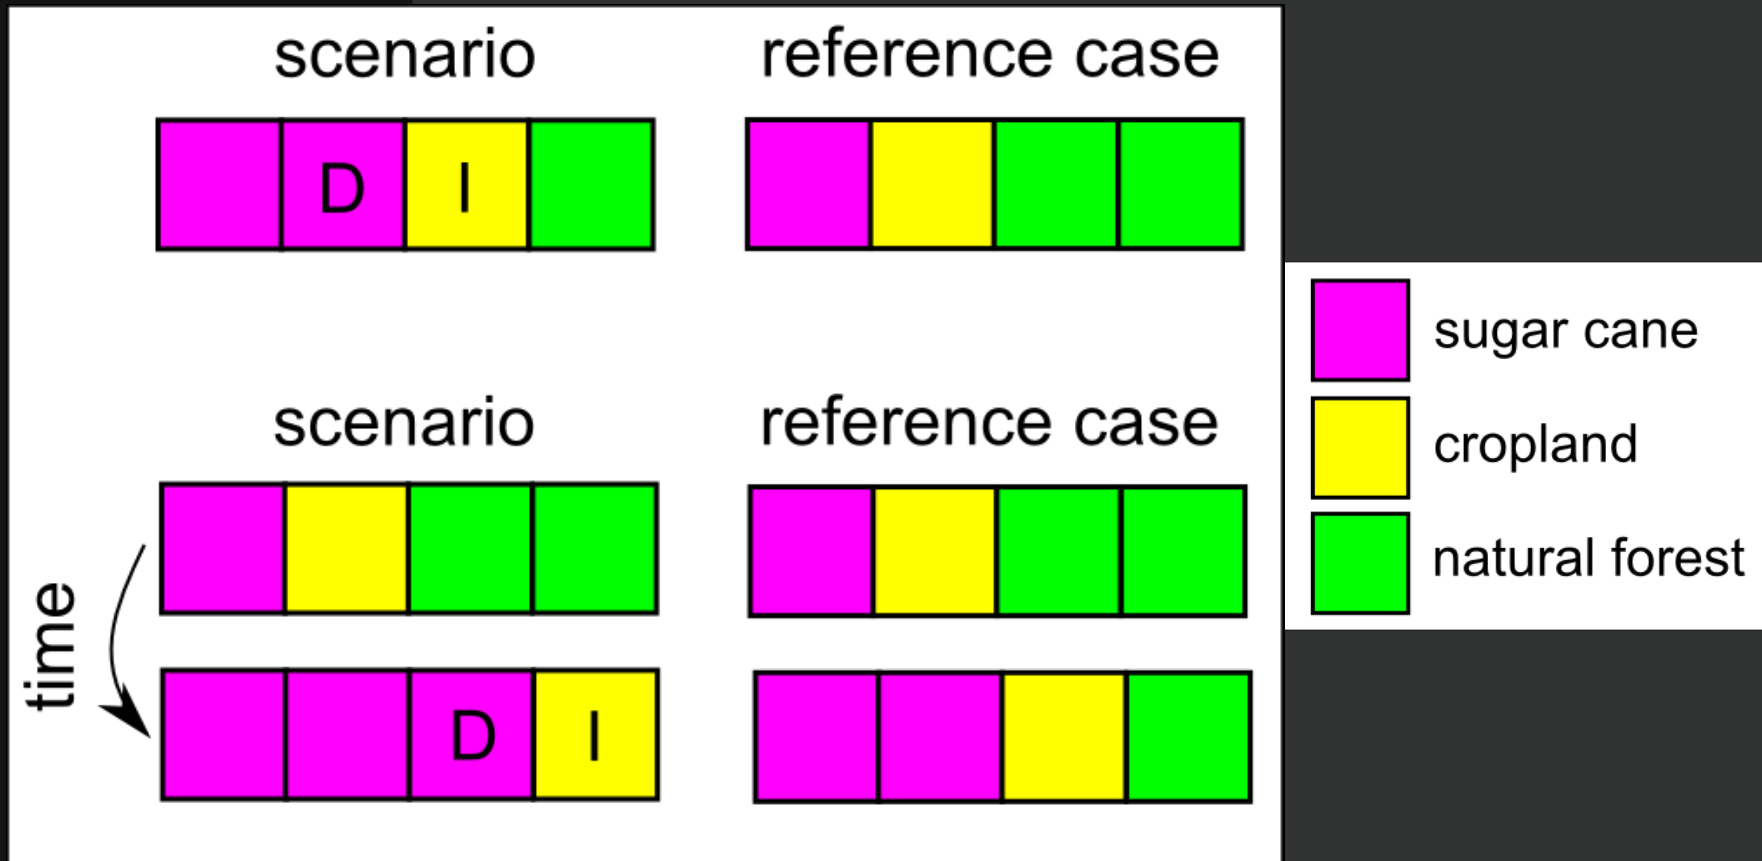 scenario
reference case
D
I
scenario
reference case
time
D
I
sugar cane
cropland
natural forest